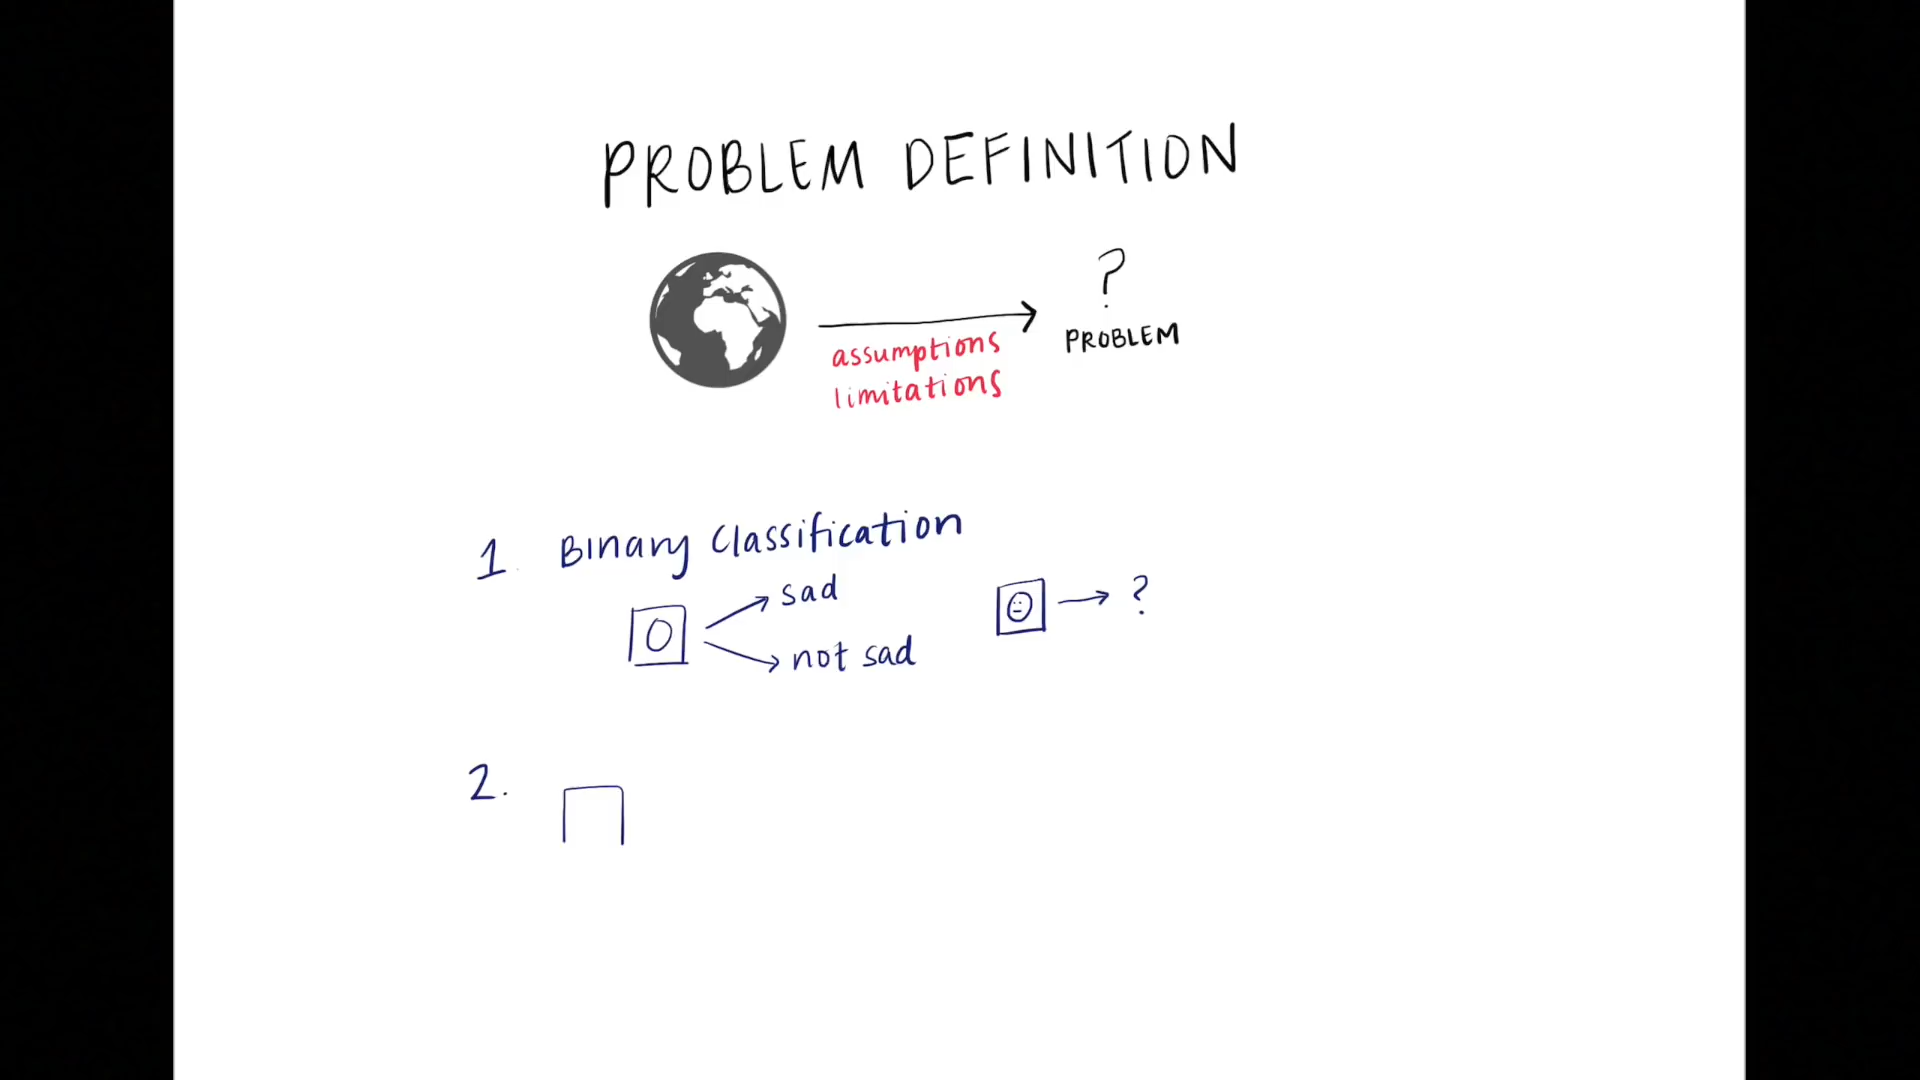 PROBLEM DEFINITION
?
PROBLEM
assumptions
limitations
1. Binary Classification
sad
not sad
?
2.